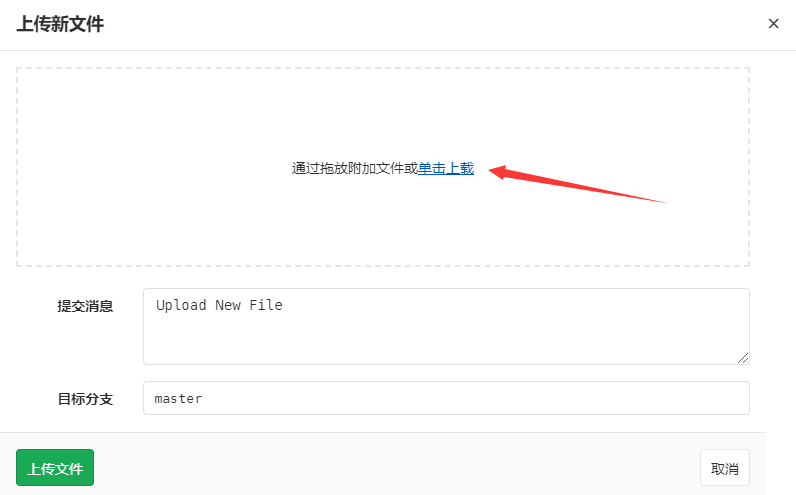 上传新文件
×
通过拖放附加文件或单击上载
提交消息
Upload New File
目标分支
master
上传文件
取消